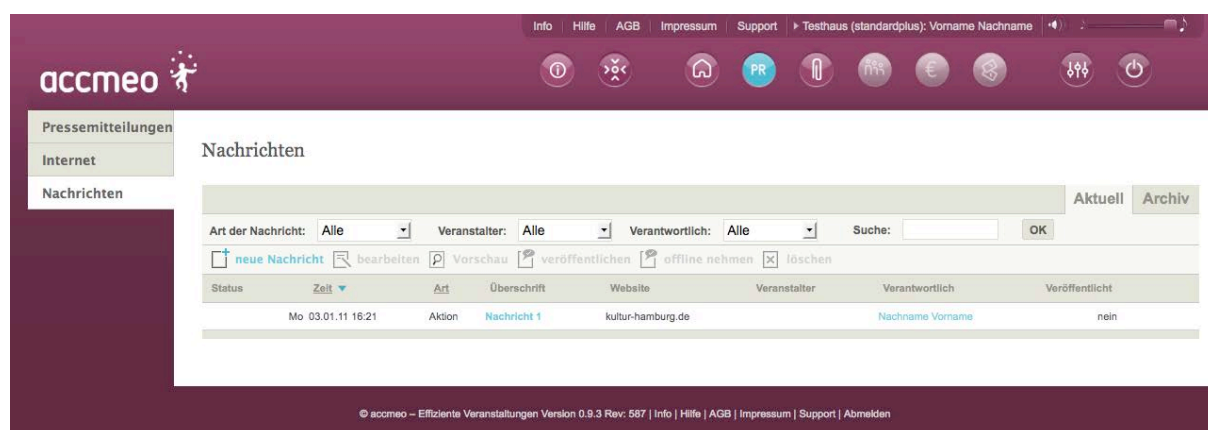 Info Hilfe AGB Impressum Support Testhaus (standardplus): Vorname Nachname
accmeo
PR €
Pressemitteilungen
Internet
Nachrichten
Nachrichten
Aktuell Archiv
Art der Nachricht: Alle Veranstalter: Alle Verantwortlich: Alle Suche: OK
neue Nachricht bearbeiten Vorschau veröffentlichen offline nehmen löschen
Status Zeit Art Überschrift Website Veranstalter Verantwortlich Veröffentlicht
Mo 03.01.11 16:21 Aktion Nachricht 1 kultur-hamburg.de Nachname Vorname nein
© accmeo – Effiziente Veranstaltungen Version 0.9.3 Rev: 587 | Info | Hilfe | AGB | Impressum | Support | Abmelden